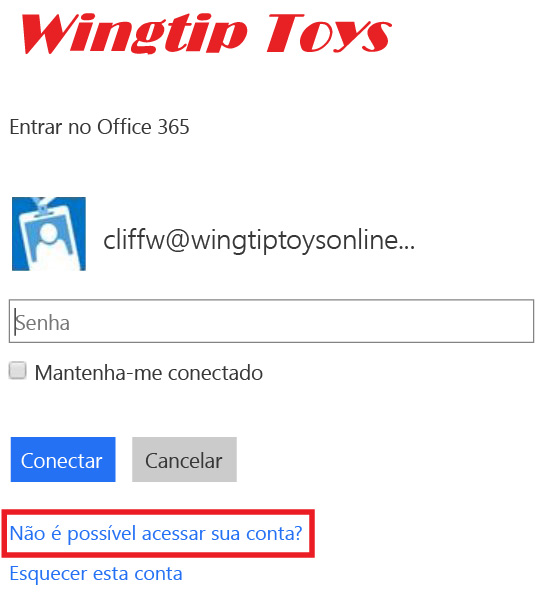 Wingtip Toys
Entrar no Office 365
cliffw@wingtiptoysonline...
Senha
Mantenha-me conectado
Conectar Cancelar
Não é possível acessar sua conta?
Esquecer esta conta